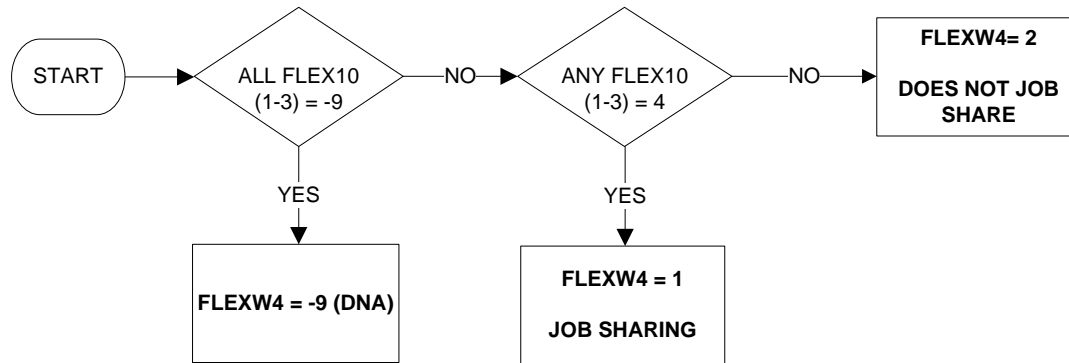 START
ALL FLEX10
(1-3) = -9
NO
ANY FLEX10
(1-3) = 4
NO
FLEXW4= 2
DOES NOT JOB
SHARE
YES
YES
FLEXW4 = -9 (DNA)
FLEXW4 = 1
JOB SHARING